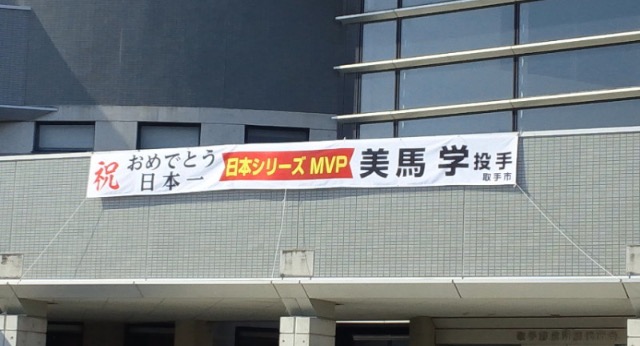 祝
おめでとう
日本一
日本シリーズ MVP
美馬 学投手
取手市